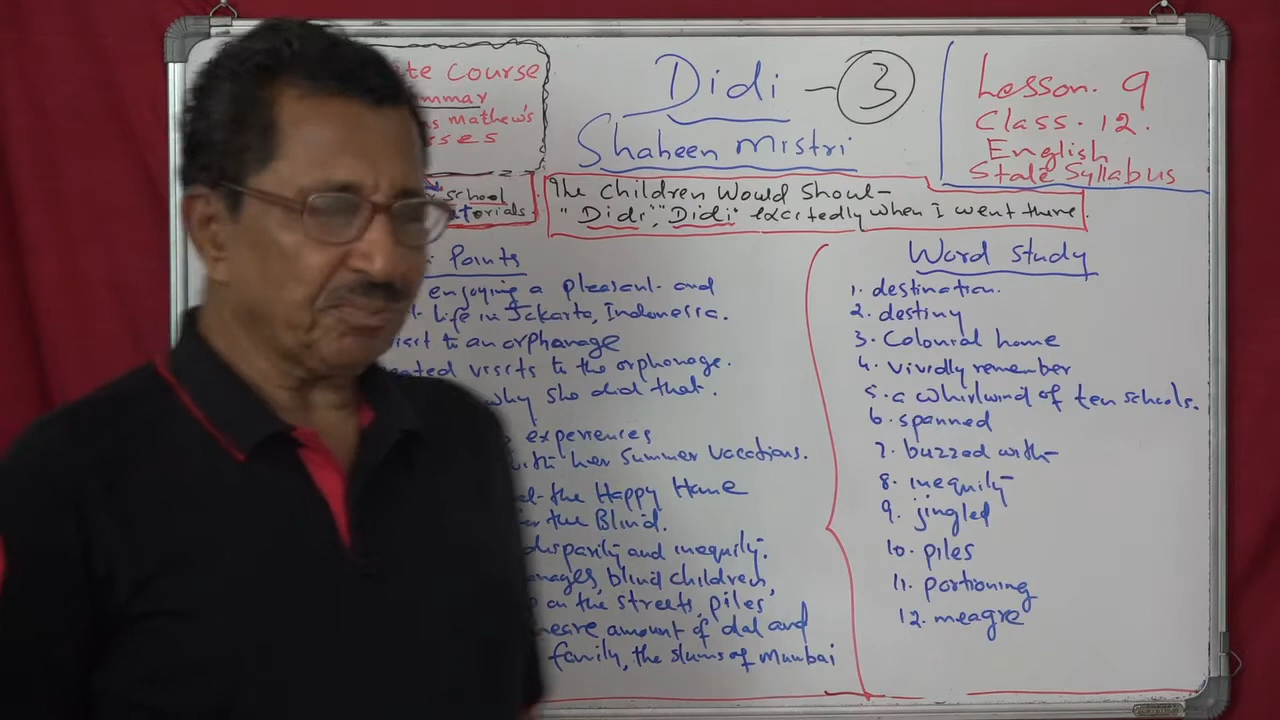 te Course
mmar
s mathew's
sses
school
torials
Didi - 3
Shaheen Mistri
Lesson. 9
Class. 12.
English
State Syllabus
The Children Would Shout-
"Didi", "Didi" excitedly when I went there.
Points
enjoying a pleasant and
Life in Jakarta, Indonesia.
visit to an orphanage
ated visits to the orphanage.
why she did that.
experiences
with her Summer Vacations.
the Happy Home
for the Blind.
disparity and inequity.
anages, blind children,
on the streets, piles
meagre amount of dal and
family, the slums of Mumbai
Word Study
1. destination.
2. destiny
3. Colonial home
4. vividly remember
5. a whirlwind of ten schools.
6. spanned
7. buzzed with
8. inequity
9. jingled
10. piles
11. portioning
12. meagre